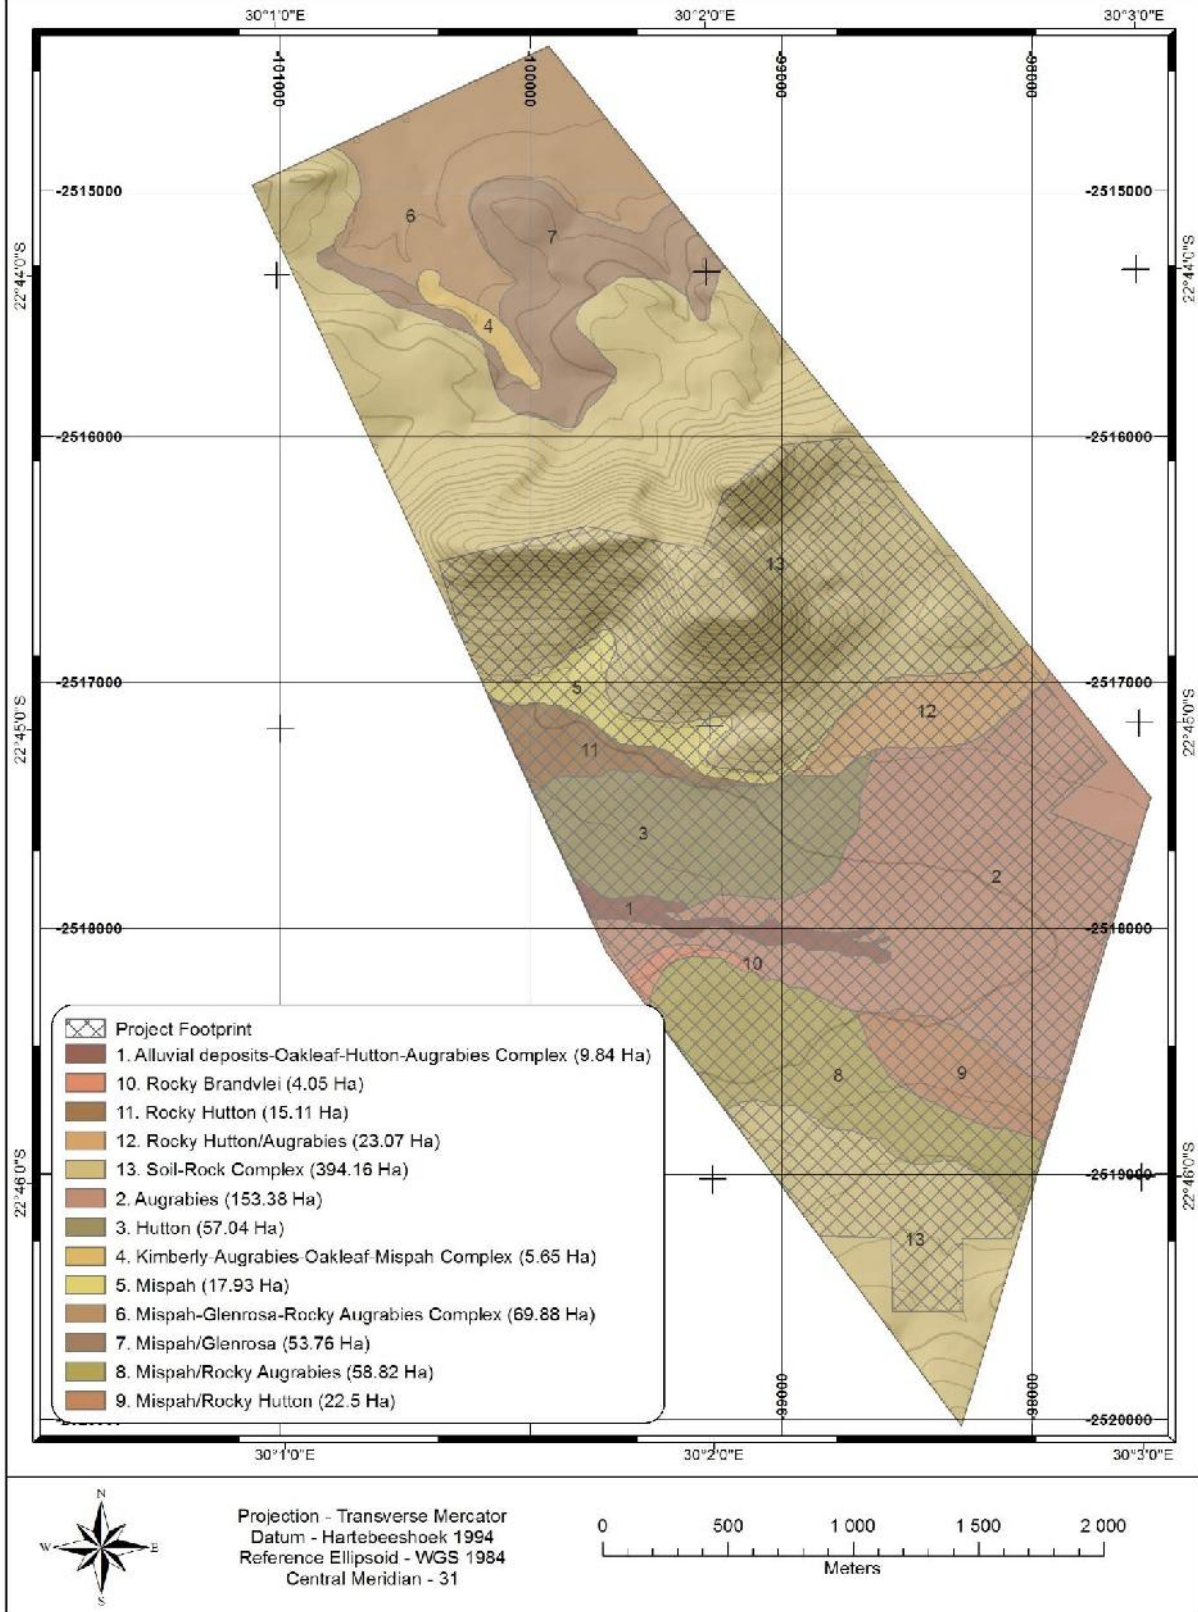 30°1'0"E 30°2'0"E 30°3'0"E
-101000 -100000 -99000 -98000
-2515000 -2515000
6 7
22°44'0"S 22°44'0"S
4
-2516000 -2516000
13
-2517000 -2517000
5 12
22°45'0"S 22°45'0"S
11
3
2
1
-2518000 -2518000
10
8 9
-2519000 -2519000
22°46'0"S 22°46'0"S
13
Project Footprint
1. Alluvial deposits-Oakleaf-Hutton-Augrabies Complex (9.84 Ha)
10. Rocky Brandvlei (4.05 Ha)
11. Rocky Hutton (15.11 Ha)
12. Rocky Hutton/Augrabies (23.07 Ha)
13. Soil-Rock Complex (394.16 Ha)
2. Augrabies (153.38 Ha)
3. Hutton (57.04 Ha)
4. Kimberly-Augrabies-Oakleaf-Mispah Complex (5.65 Ha)
5. Mispah (17.93 Ha)
6. Mispah-Glenrosa-Rocky Augrabies Complex (69.88 Ha)
7. Mispah/Glenrosa (53.76 Ha)
8. Mispah/Rocky Augrabies (58.82 Ha)
9. Mispah/Rocky Hutton (22.5 Ha)
-99000 -98000
-2520000
30°1'0"E 30°2'0"E 30°3'0"E
N
W E
S
Projection - Transverse Mercator
Datum - Hartebeeshoek 1994
Reference Ellipsoid - WGS 1984
Central Meridian - 31
0 500 1 000 1 500 2 000
Meters